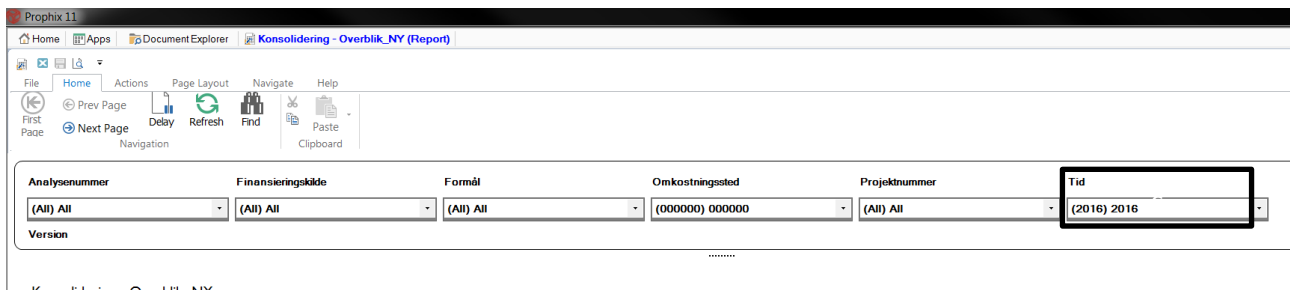 Prophix 11
Home Apps Document Explorer Konsolidering - Overblik_NY (Report)
File Home Actions Page Layout Navigate Help
First Page
Prev Page
Next Page
Delay Refresh Find
Paste
Navigation Clipboard
Analysenummer Finansieringskilde Formål Omkostningssted Projektnummer Tid
(All) All (All) All (All) All (000000) 000000 (All) All (2016) 2016
Version